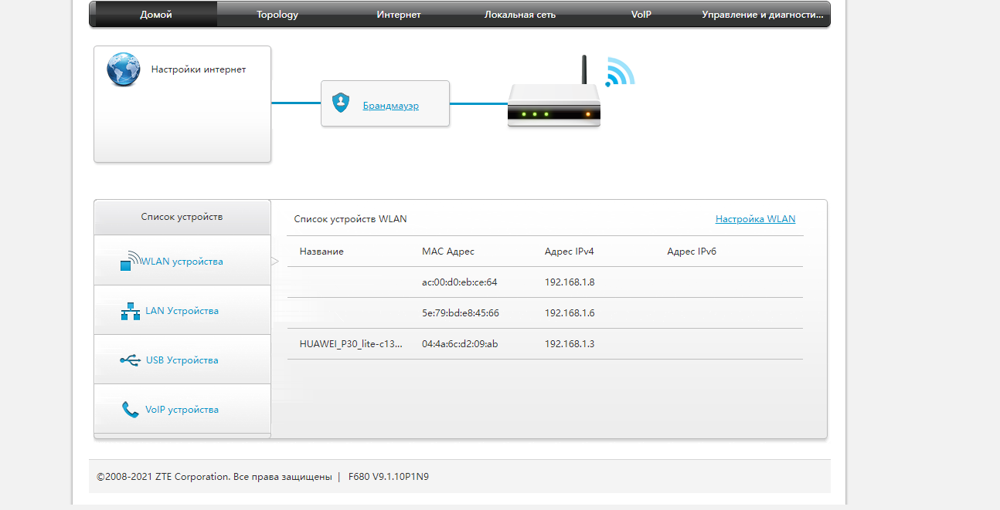 Домой Topology Интернет Локальная сеть VoIP Управление и диагности...
Настройки интернет
Брандмауэр
Список устройств
WLAN устройства
LAN Устройства
USB Устройства
VoIP устройства
Список устройств WLAN Настройка WLAN
Название MAC Адрес Адрес IPv4 Адрес IPv6
ac:00:d0:eb:ce:64 192.168.1.8
5e:79:bd:e8:45:66 192.168.1.6
HUAWEI_P30_lite-c13... 04:4a:6c:d2:09:ab 192.168.1.3
©2008-2021 ZTE Corporation. Все права защищены | F680 V9.1.10P1N9